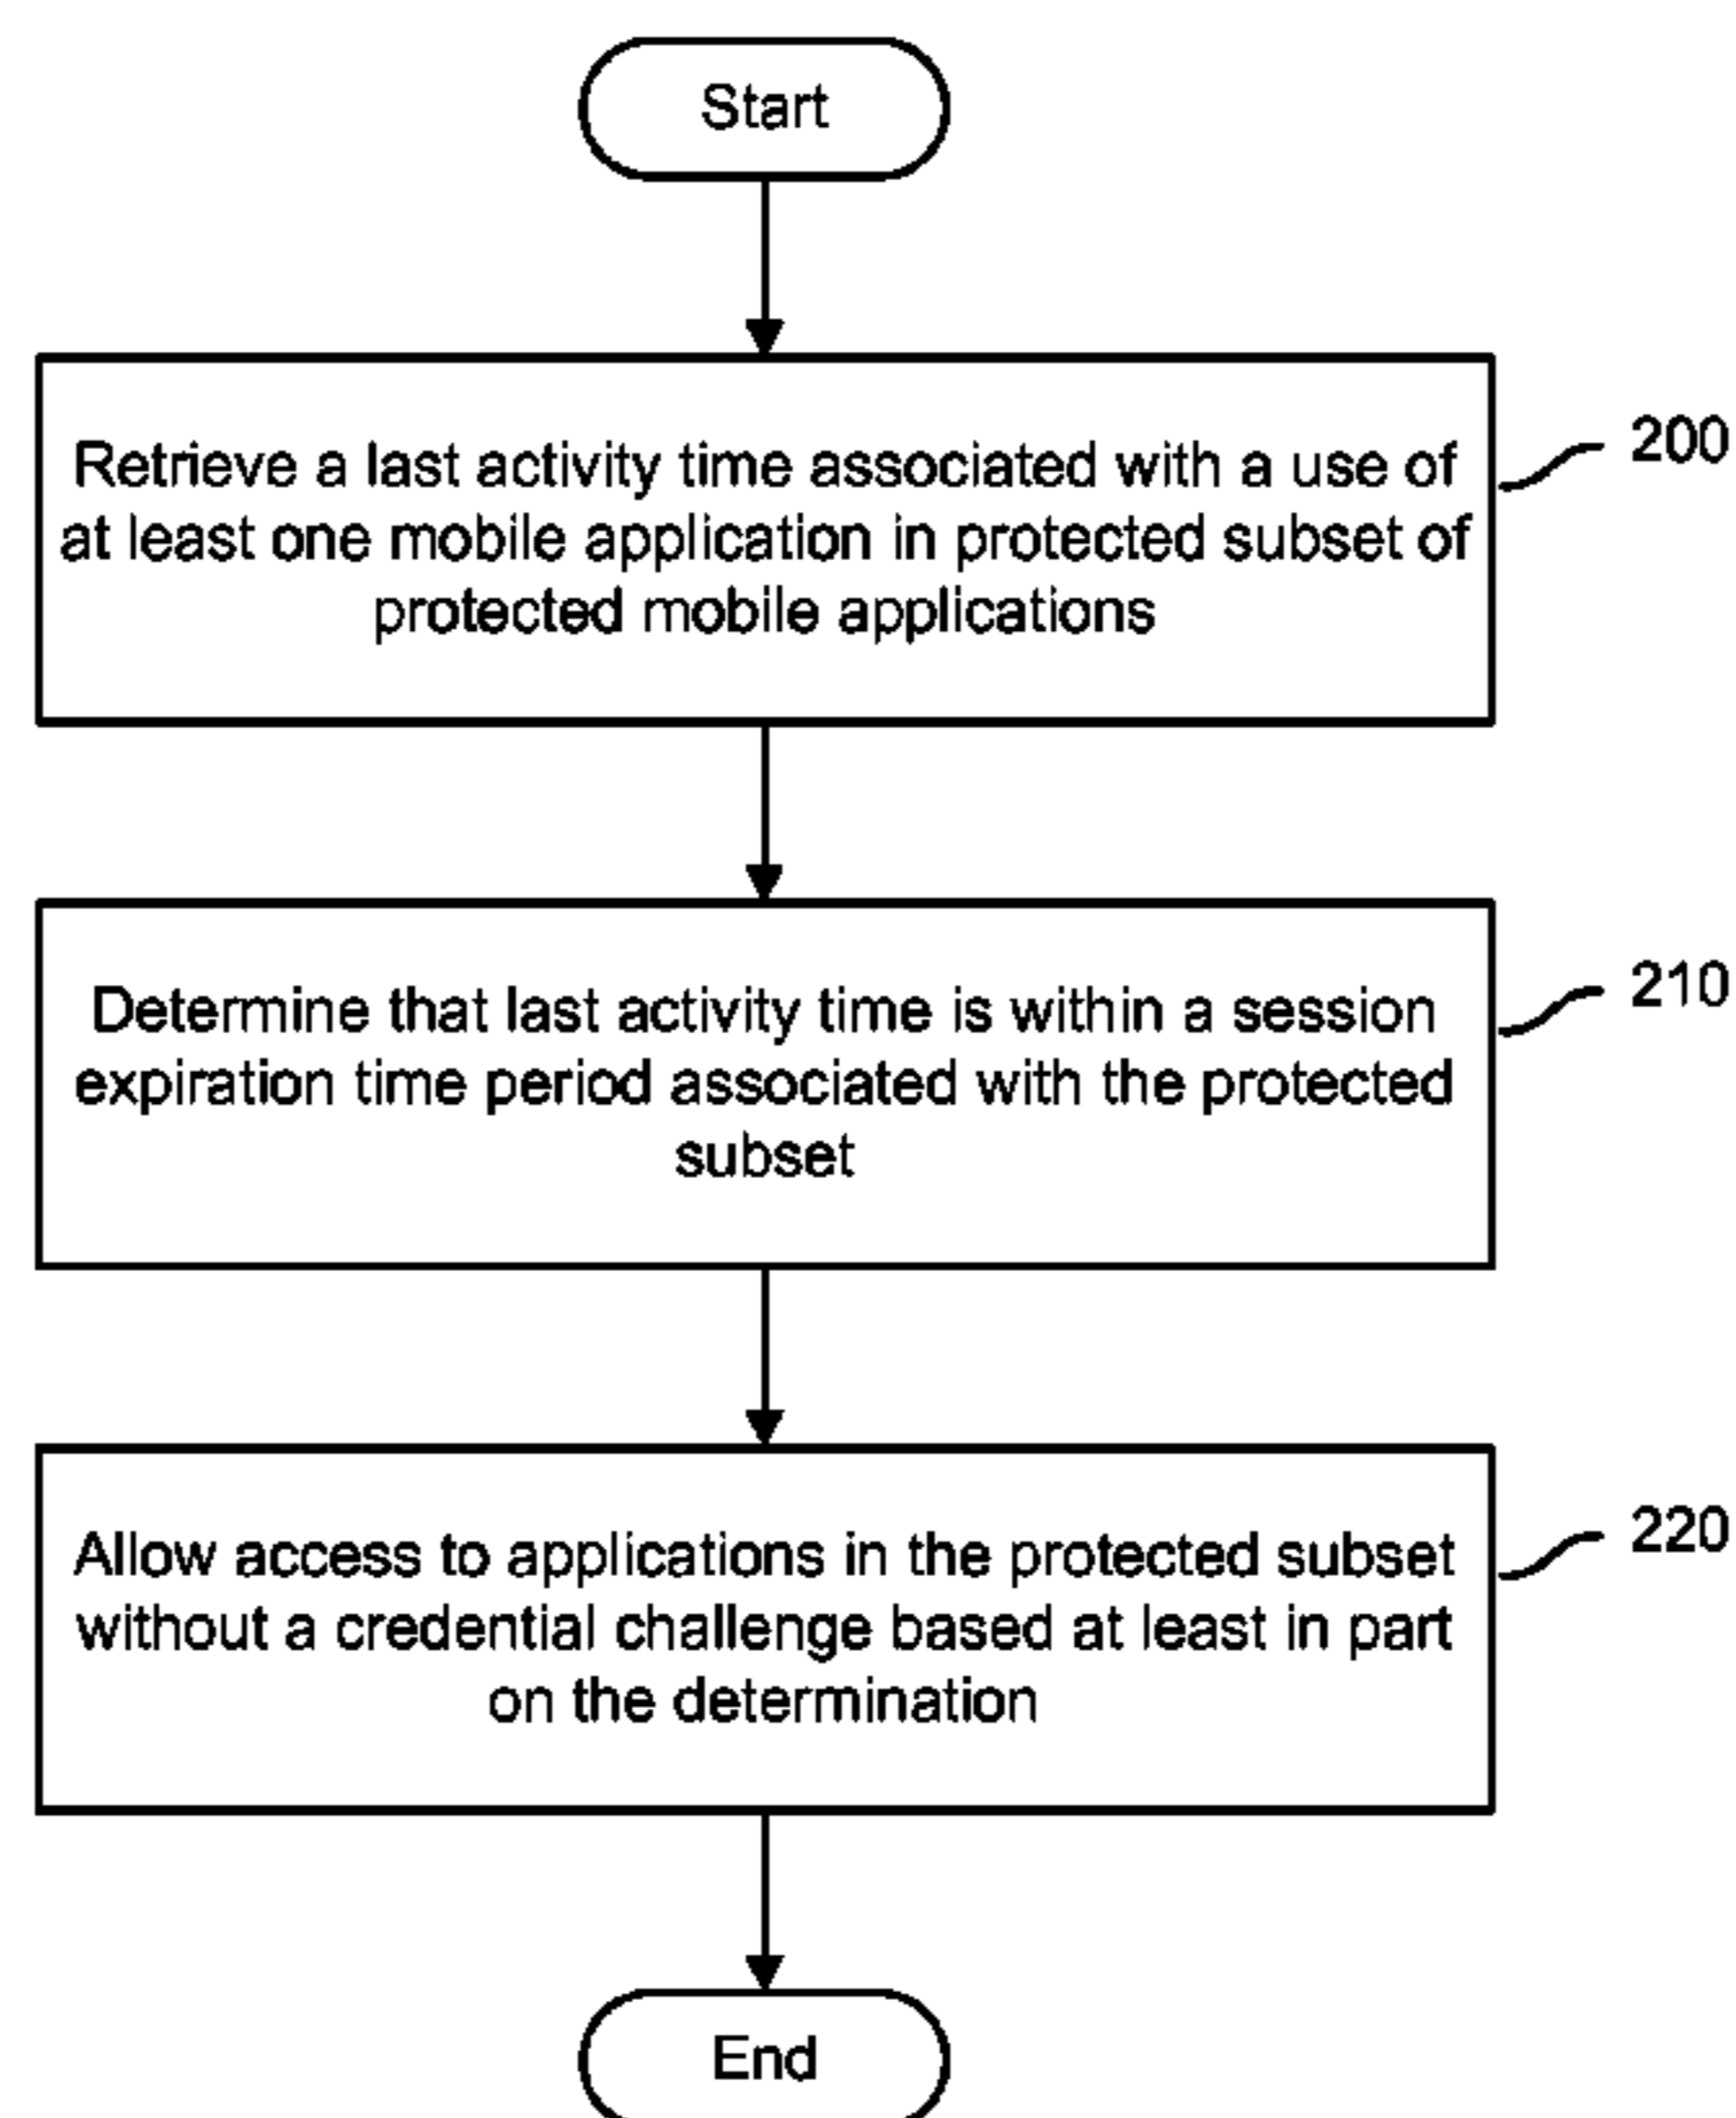 Start
Retrieve a last activity time associated with a use of
at least one mobile application in protected subset of
protected mobile applications
200
Determine that last activity time is within a session
expiration time period associated with the protected
subset
210
Allow access to applications in the protected subset
without a credential challenge based at least in part
on the determination
220
End